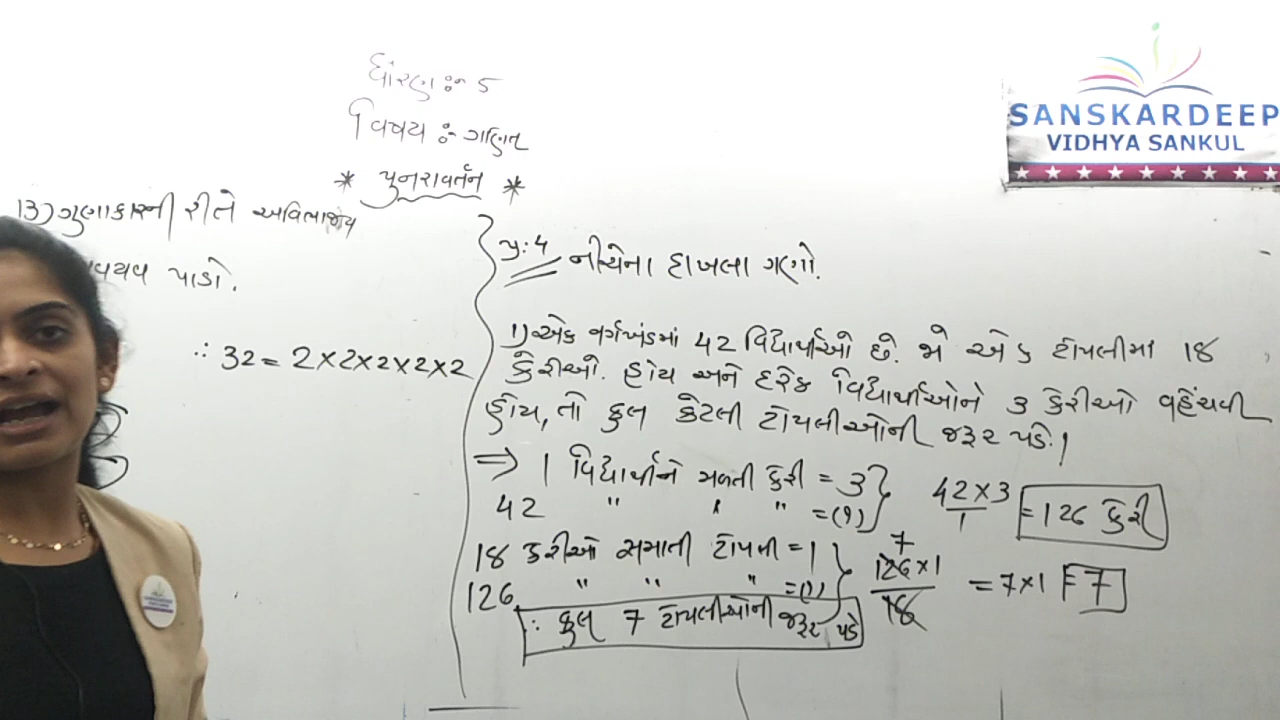 SANSKARDEEP
VIDHYA SANKUL
ધોરણ :- ૫
વિષય :- ગણિત
* પુનરાવર્તન *
13) ગુણાકારની રીતે અવિભાજ્ય
વયવ પાડો.
∴ 32 = 2×2×2×2×2
પ્ર:4 નીચેના દાખલા ગણો.
1) એક વર્ગખંડમાં 42 વિદ્યાર્થીઓ છે. જો એક ટોપલીમાં 18
કેરીઓ. હોય અને દરેક વિદ્યાર્થીઓને 3 કેરીઓ વહેંચવી
હોય, તો કુલ કેટલી ટોપલીઓની જરૂર પડે.
⇒ 1 વિદ્યાર્થીને મળતી કેરી = 3
42 " " " = (?)
42×3
1
= 126 કેરી
18 કેરીઓ સમાતી ટોપલી = 1
126 " " " = (?)
7
126×1
18
= 7×1 = 7
∴ કુલ 7 ટોપલીઓની જરૂર પડે